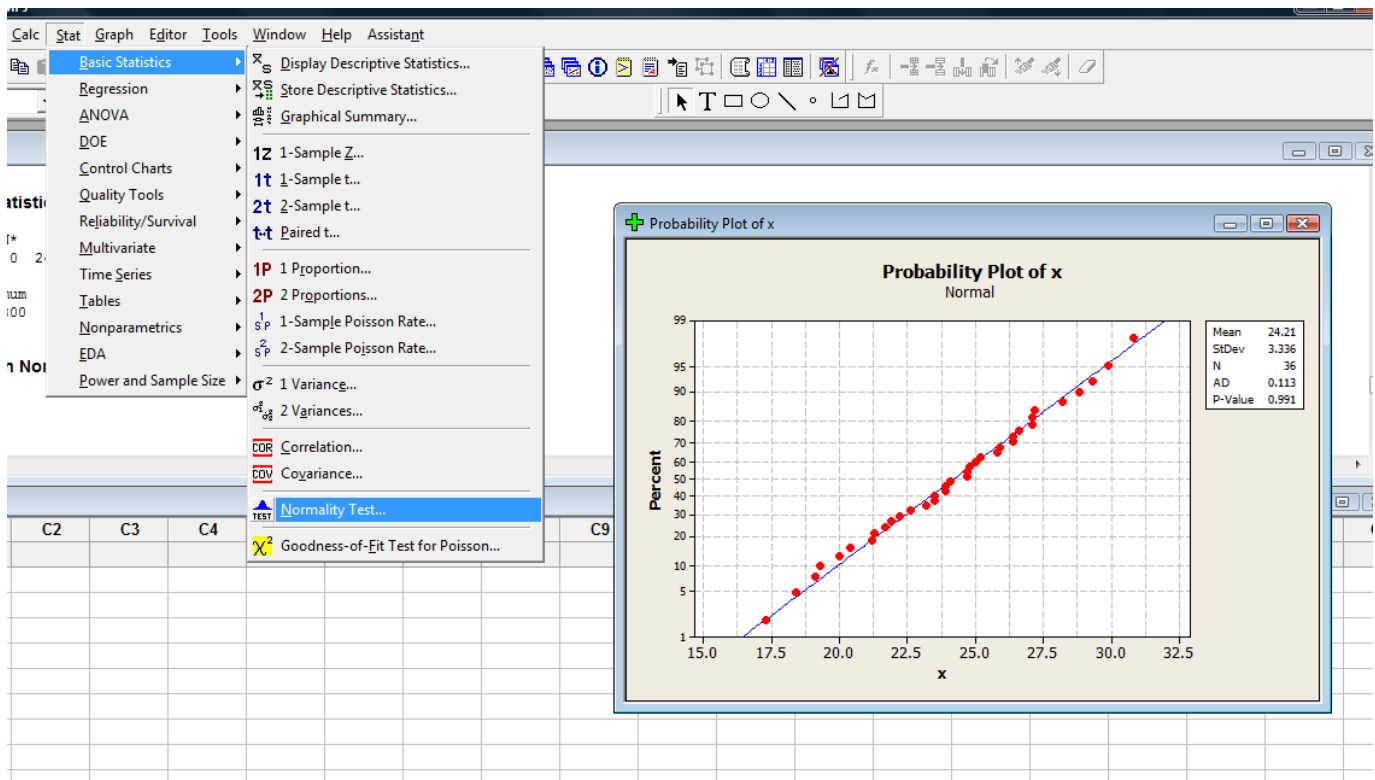 Calc Stat Graph Editor Tools Window Help Assistant
Basic Statistics
Regression
ANOVA
DOE
Control Charts
Quality Tools
Reliability/Survival
Multivariate
Time Series
Tables
Nonparametrics
EDA
Power and Sample Size
Display Descriptive Statistics...
Store Descriptive Statistics...
Graphical Summary...
1Z 1-Sample Z...
1t 1-Sample t...
2t 2-Sample t...
t-t Paired t...
1P 1 Proportion...
2P 2 Proportions...
1-Sample Poisson Rate...
2-Sample Poisson Rate...
σ² 1 Variance...
2 Variances...
COR Correlation...
COV Covariance...
TEST Normality Test...
χ² Goodness-of-Fit Test for Poisson...
T
Probability Plot of x
Probability Plot of x
Normal
Percent
99
95
90
80
70
60
50
40
30
20
10
5
1
15.0 17.5 20.0 22.5 25.0 27.5 30.0 32.5
x
Mean 24.21
StDev 3.336
N 36
AD 0.113
P-Value 0.991
C2 C3 C4 C9